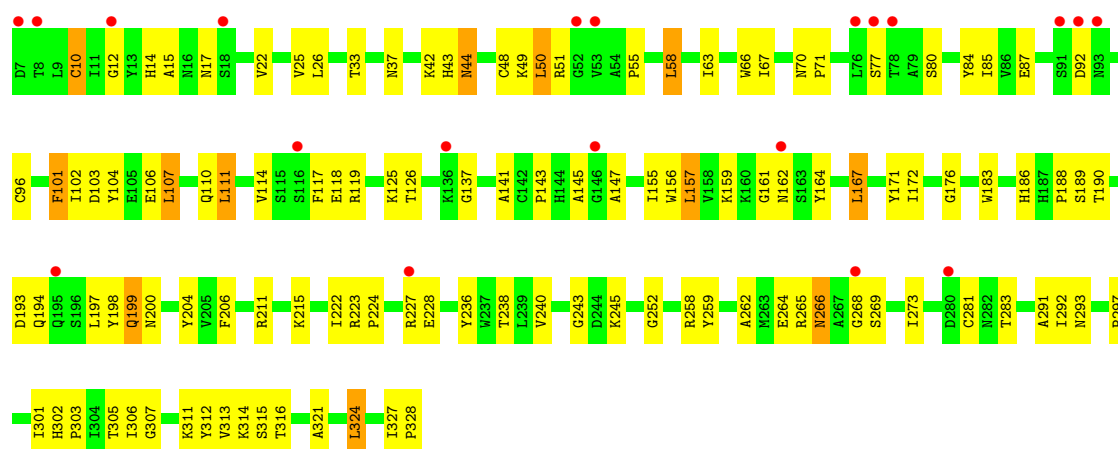 D7 T8 L9 C10 I11 G12 Y13 H14 A15 N16 N17 S18 V22 V25 L26 T33 N37 K42 H43 N44 C48 K49 L50 R51 G52 V53 A54 P55 L58 I63 W66 I67 N70 P71 L76 S77 T78 A79 S80 Y84 I85 V86 E87 S91 D92 N93
C96 F101 I102 D103 Y104 E105 E106 L107 Q110 L111 V114 S115 S116 F117 E118 R119 K125 T126 K136 G137 A141 C142 P143 H144 A145 G146 A147 I155 W156 L157 V158 K159 K160 G161 N162 S163 Y164 L167 Y171 I172 G176 W183 H186 H187 P188 S189 T190
D193 Q194 Q195 S196 L197 Y198 Q199 N200 Y204 V205 F206 R211 K215 I222 R223 P224 R227 E228 Y236 W237 T238 L239 V240 G243 D244 K245 G252 R258 Y259 A262 M263 E264 R265 N266 A267 G268 S269 I273 D280 C281 N282 T283 A291 I292 N293
I301 H302 P303 I304 T305 I306 G307 K311 Y312 V313 K314 S315 T316 A321 L324 I327 P328